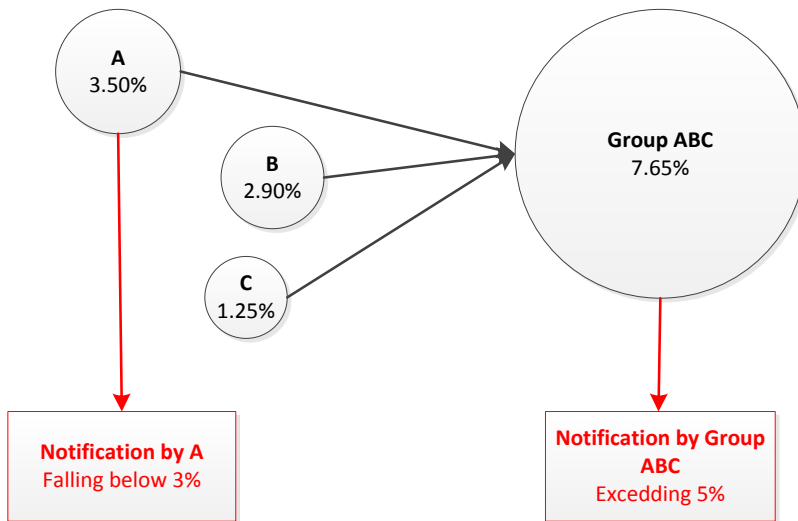 A
3.50%
B
2.90%
C
1.25%
Group ABC
7.65%
Notification by A
Falling below 3%
Notification by Group
ABC
Excedding 5%